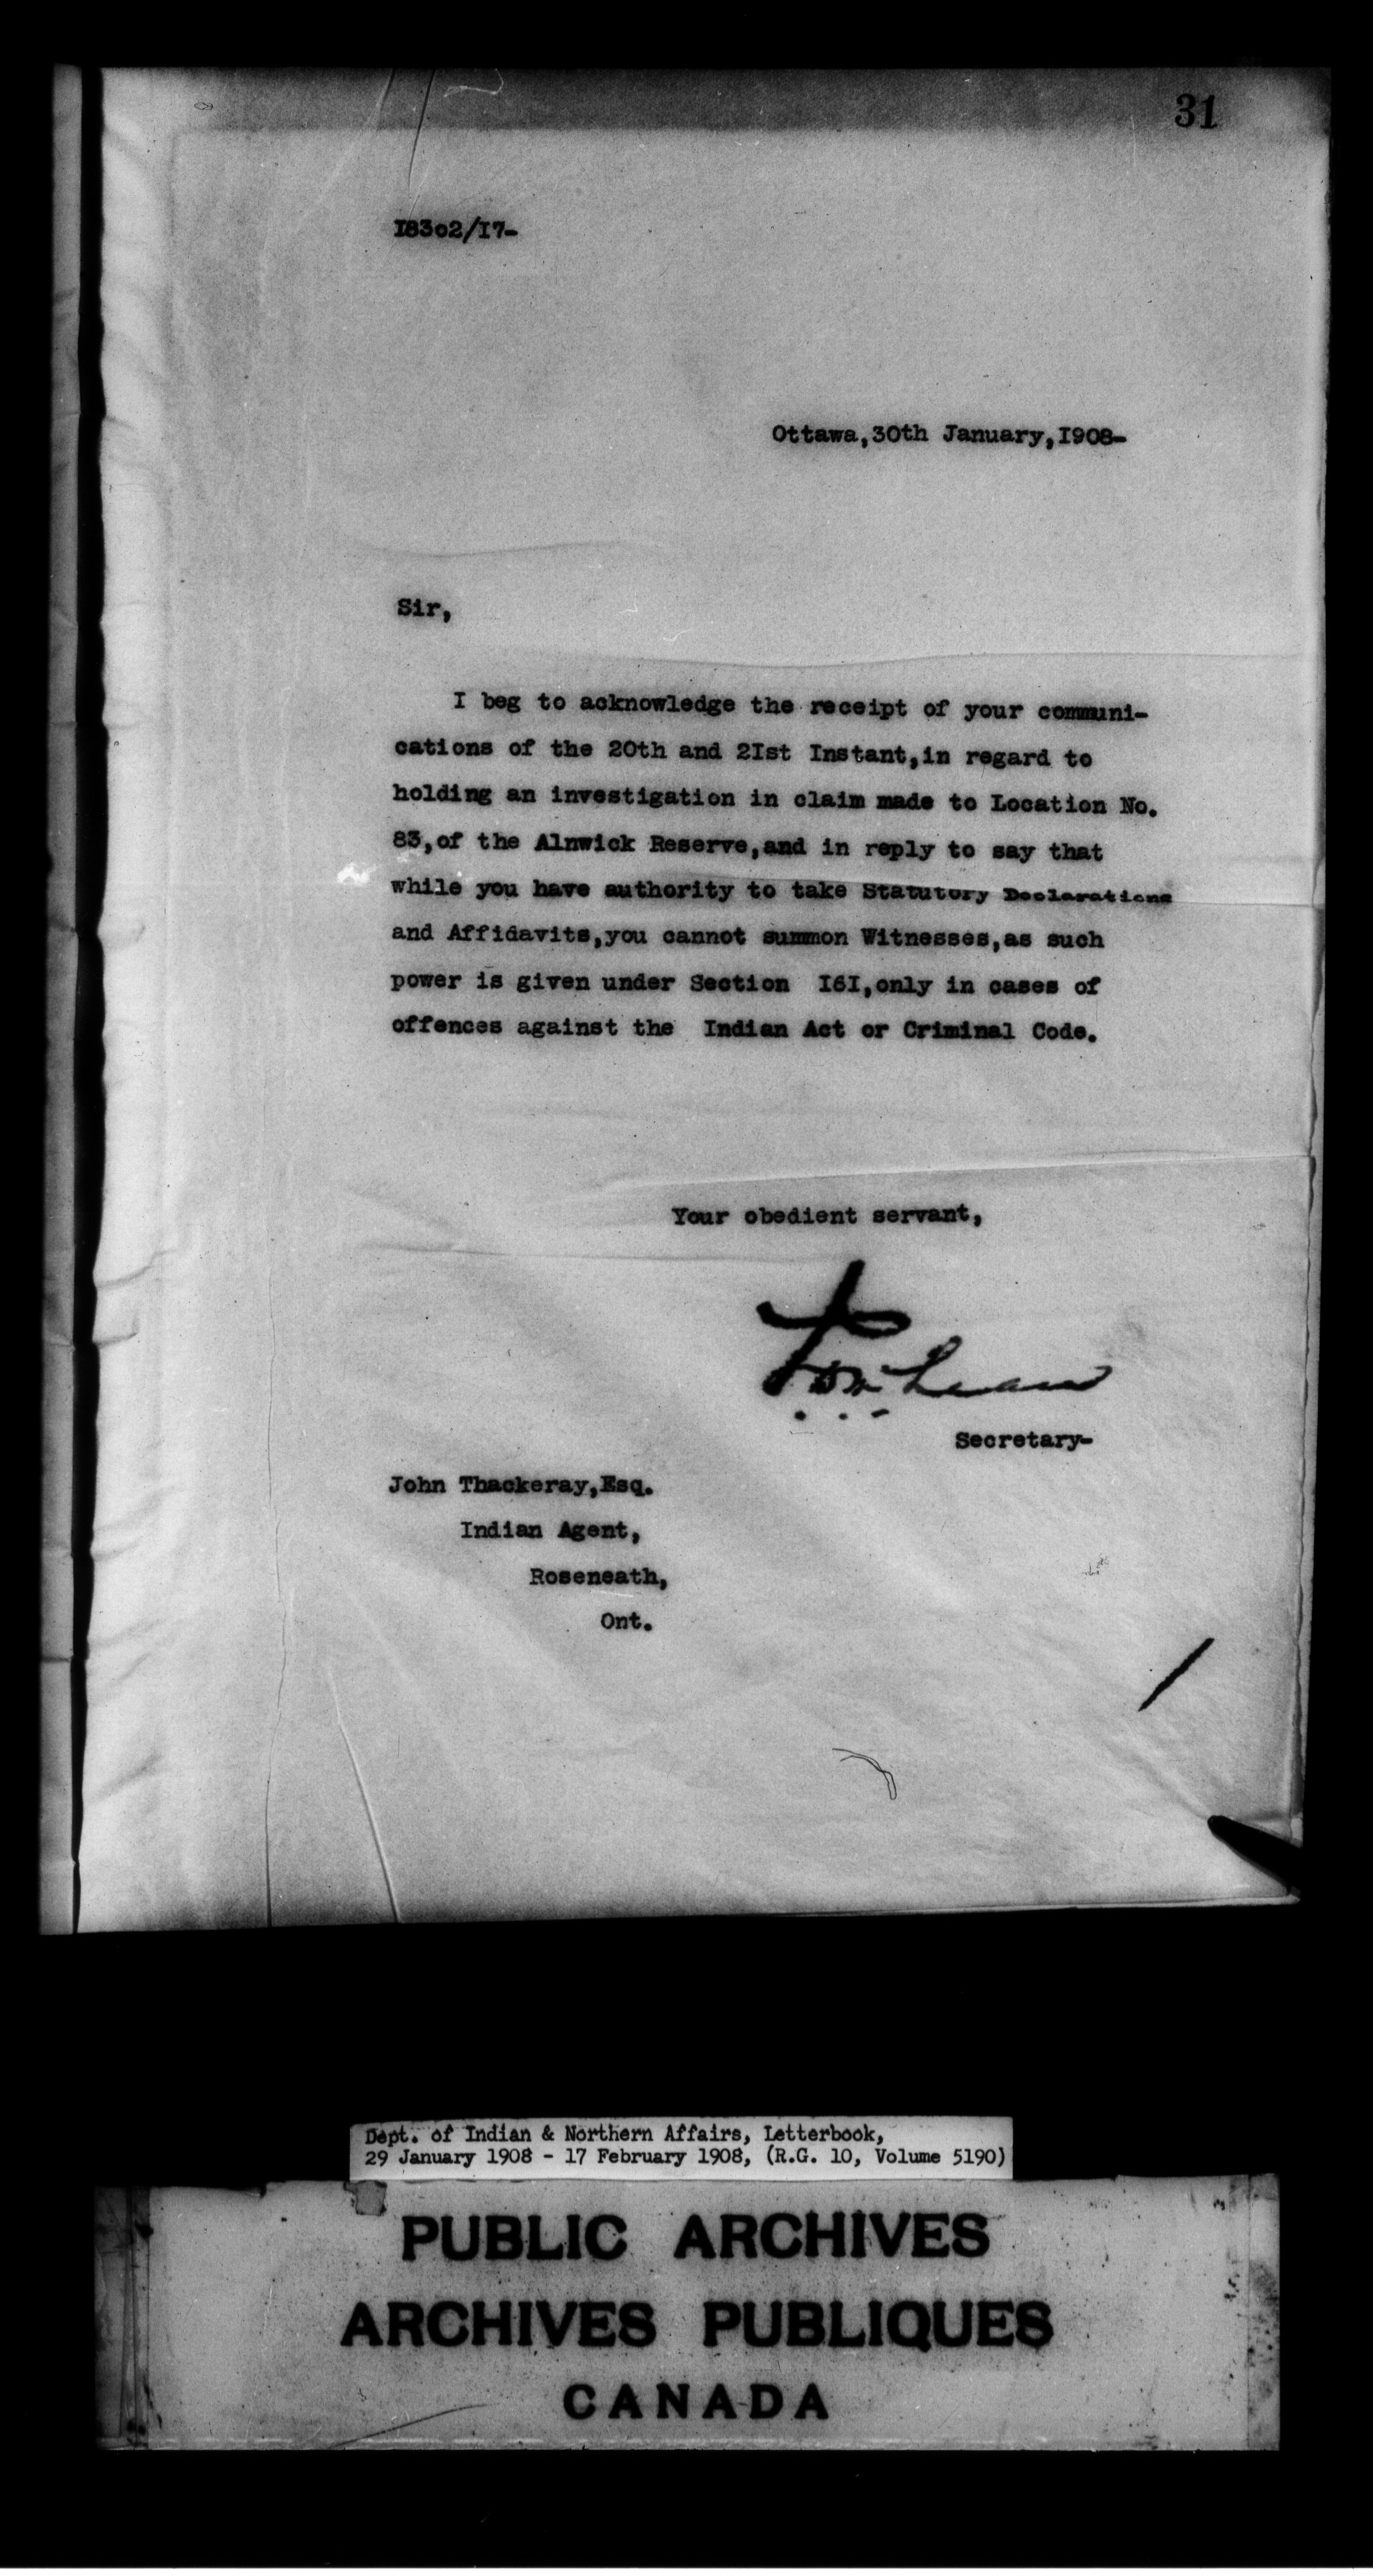 31
18302/17-
Ottawa,30th January,1908-
Sir,
I beg to acknowledge the receipt of your communi-
cations of the 20th and 21st Instant,in regard to
holding an investigation in claim made to Location No.
83,of the Alnwick Reserve,and in reply to say that
while you have authority to take Statutory Declarations
and Affidavits,you cannot summon Witnesses,as such
power is given under Section 161,only in cases of
offences against the Indian Act or Criminal Code.
Your obedient servant,
Secretary-
John Thackeray,Esq.
Indian Agent,
Roseneath,
Ont.
Dept. of Indian & Northern Affairs, Letterbook,
29 January 1908 - 17 February 1908, (R.G. 10, Volume 5190)
PUBLIC ARCHIVES
ARCHIVES PUBLIQUES
CANADA